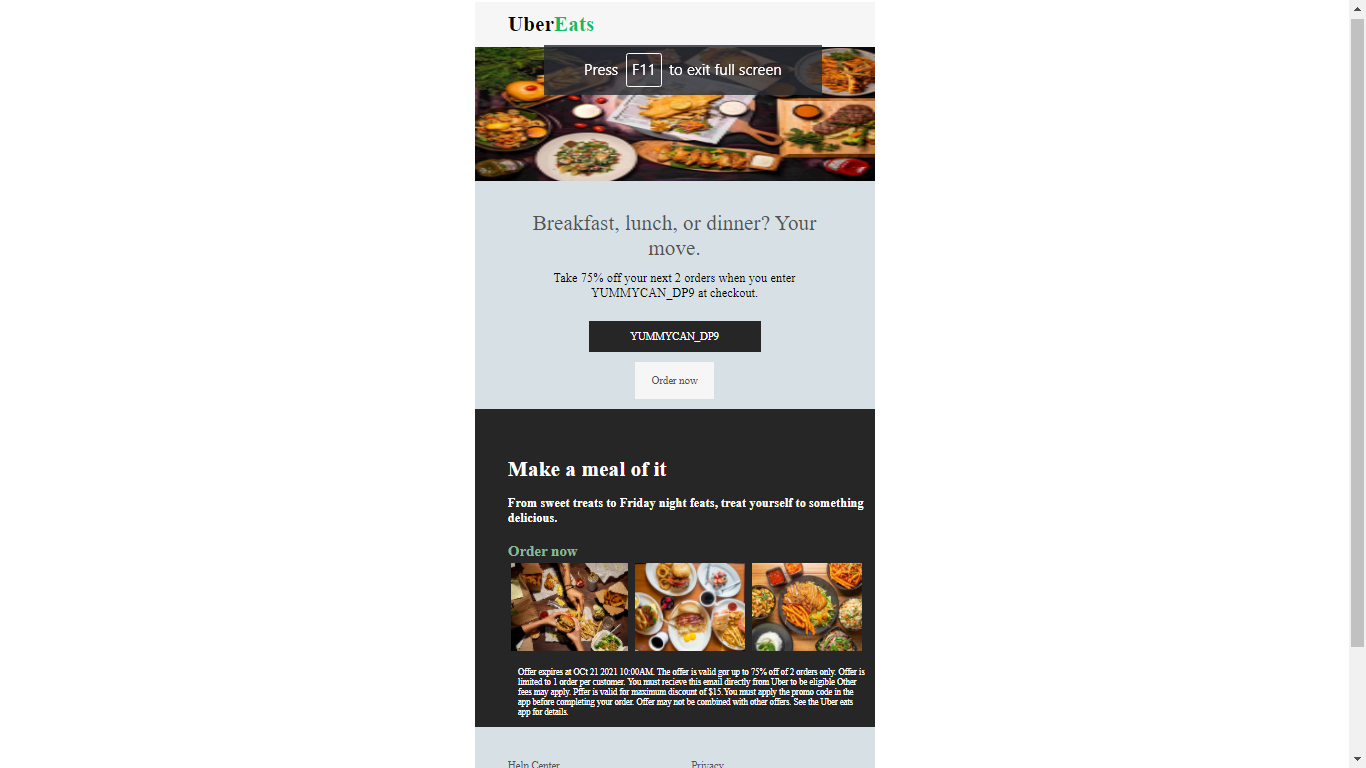 UberEats
Press F11 to exit full screen
Breakfast, lunch, or dinner? Your
move.
Take 75% off your next 2 orders when you enter
YUMMYCAN_DP9 at checkout.
YUMMYCAN_DP9
Order now
Make a meal of it
From sweet treats to Friday night feats, treat yourself to something
delicious.
Order now
Offer expires at OCt 21 2021 10:00AM. The offer is valid gor up to 75% off of 2 orders only. Offer is
limited to 1 order per customer. You must recieve this email directly from Uber to be eligible Other
fees may apply. Pffer is valid for maximum discount of $15.You must apply the promo code in the
app before completing your order. Offer may not be combined with other offers. See the Uber eats
app for details.
Help Center
Privacy